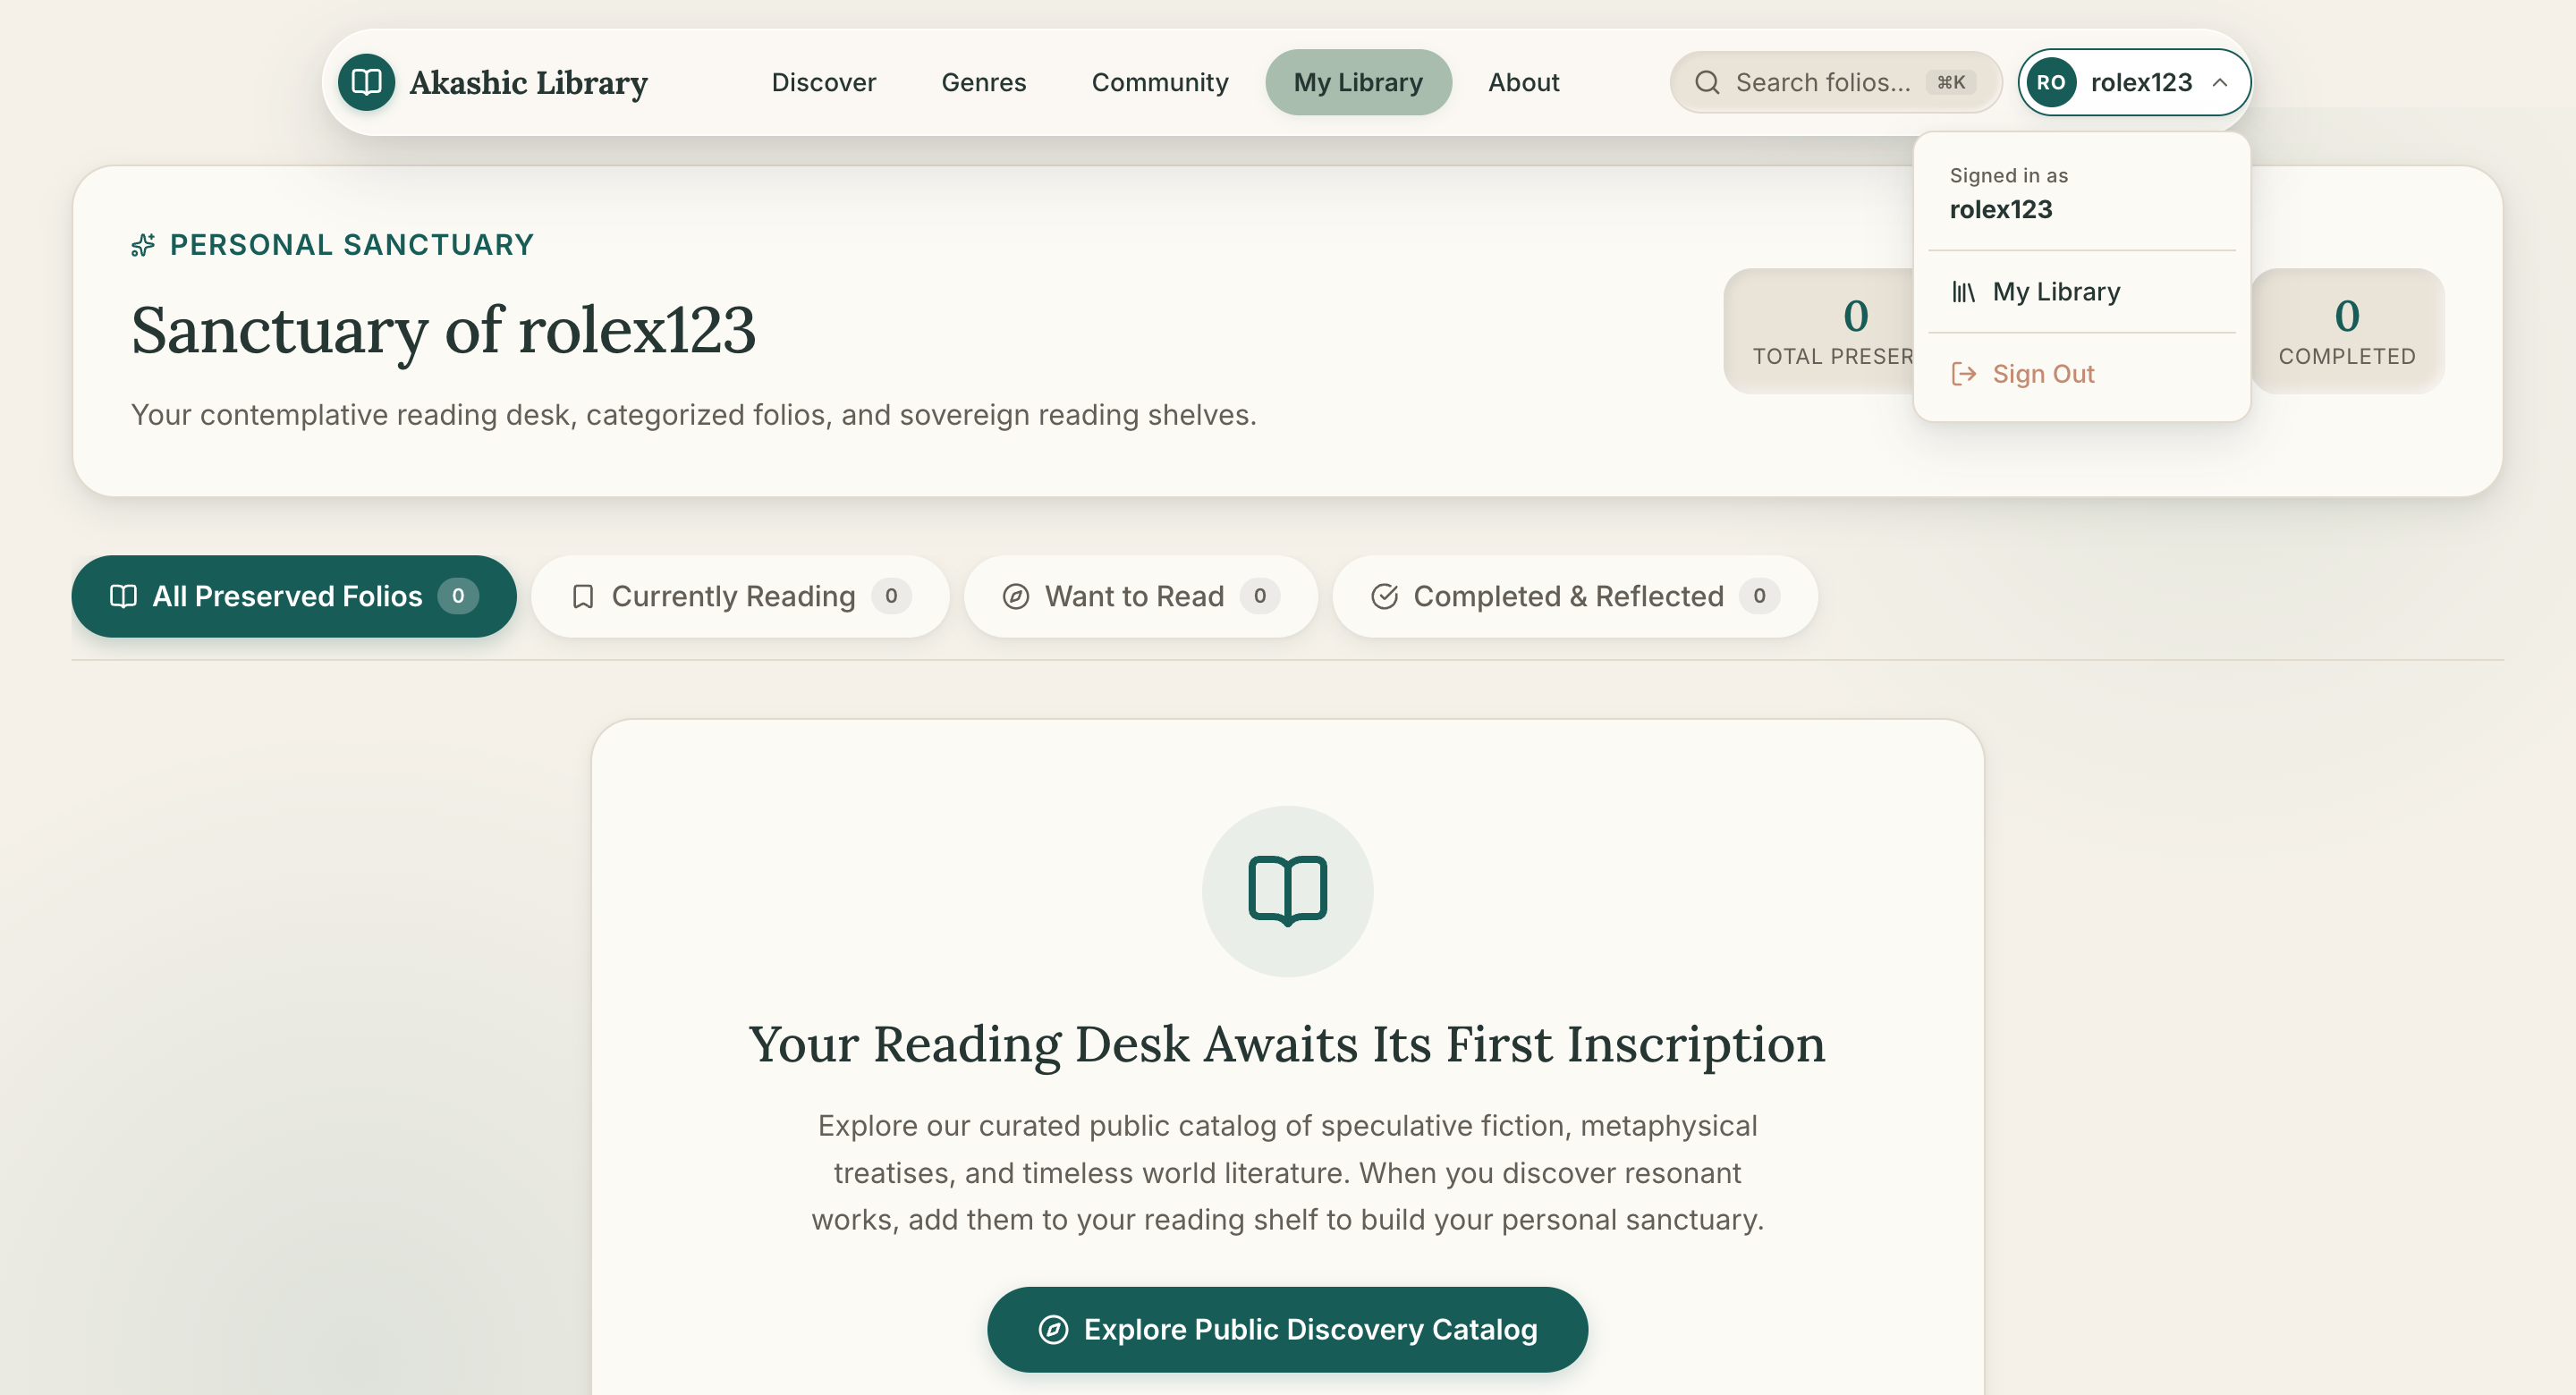 Akashic Library
Discover
Genres
Community
My Library
About
Search folios...
⌘K
RO
rolex123
Signed in as
rolex123
My Library
Sign Out
PERSONAL SANCTUARY
Sanctuary of rolex123
Your contemplative reading desk, categorized folios, and sovereign reading shelves.
0
TOTAL PRESER
0
COMPLETED
All Preserved Folios 0
Currently Reading 0
Want to Read 0
Completed & Reflected 0
Your Reading Desk Awaits Its First Inscription
Explore our curated public catalog of speculative fiction, metaphysical
treatises, and timeless world literature. When you discover resonant
works, add them to your reading shelf to build your personal sanctuary.
Explore Public Discovery Catalog